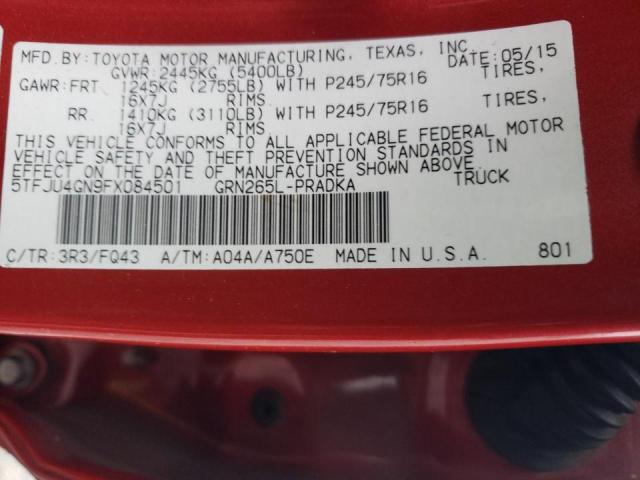 MFD.BY:TOYOTA MOTOR MANUFACTURING, TEXAS, INC. DATE:05/15
GVWR:2445KG (5400LB)
GAWR:FRT 1245KG (2755LB) WITH P245/75R16 TIRES,
16X7J RIMS.
RR 1410KG (3110LB) WITH P245/75R16 TIRES,
16X7J RIMS.
THIS VEHICLE CONFORMS TO ALL APPLICABLE FEDERAL MOTOR
VEHICLE SAFETY AND THEFT PREVENTION STANDARDS IN
EFFECT ON THE DATE OF MANUFACTURE SHOWN ABOVE.
5TFJU4GN9FX084501 GRN265L-PRADKA TRUCK
C/TR:3R3/FQ43 A/TM:A04A/A750E MADE IN U.S.A. 801